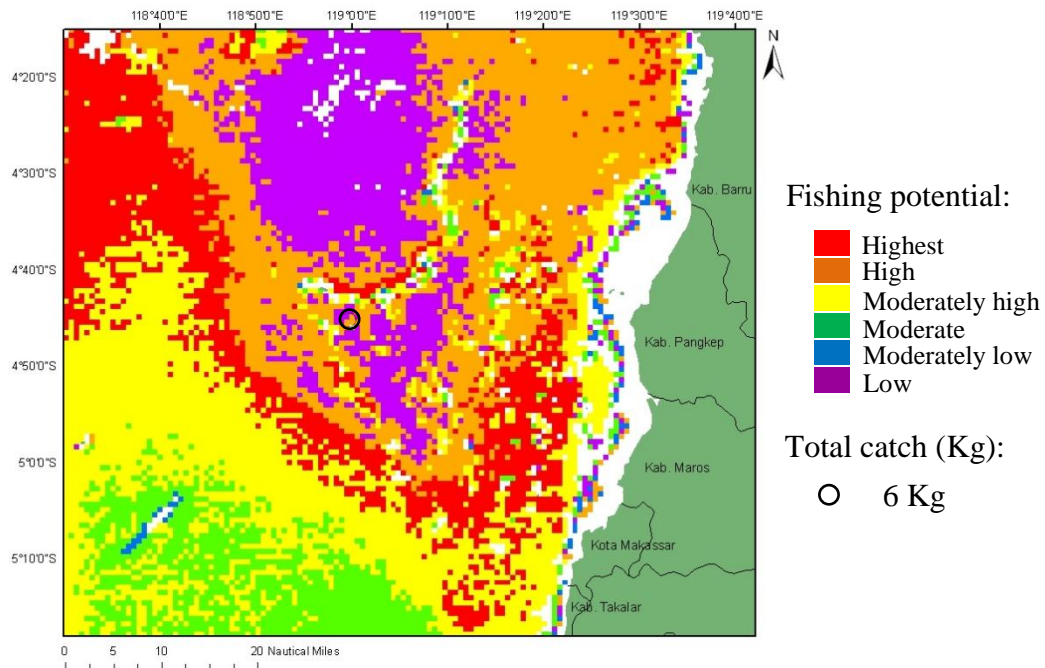 118°40'0"E 118°50'0"E 119°0'0"E 119°10'0"E 119°20'0"E 119°30'0"E 119°40'0"E
N
4°20'0"S
4°30'0"S
4°40'0"S
4°50'0"S
5°0'0"S
5°10'0"S
Kab. Barru
Kab. Pangkep
Kab. Maros
Kota Makassar
Kab. Takalar
0 5 10 20 Nautical Miles
Fishing potential:
Highest
High
Moderately high
Moderate
Moderately low
Low
Total catch (Kg):
6 Kg